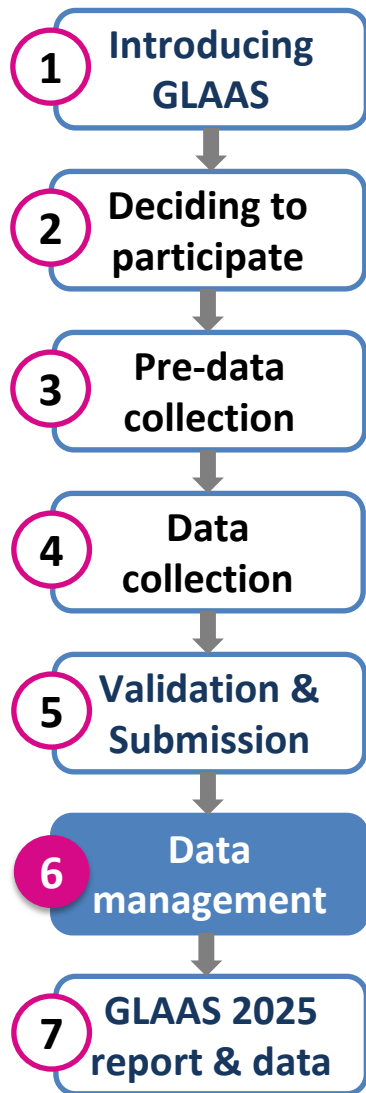 1
Introducing
GLAAS
2
Deciding to
participate
3
Pre-data
collection
4
Data
collection
5
Validation &
Submission
6
Data
management
7
GLAAS 2025
report & data